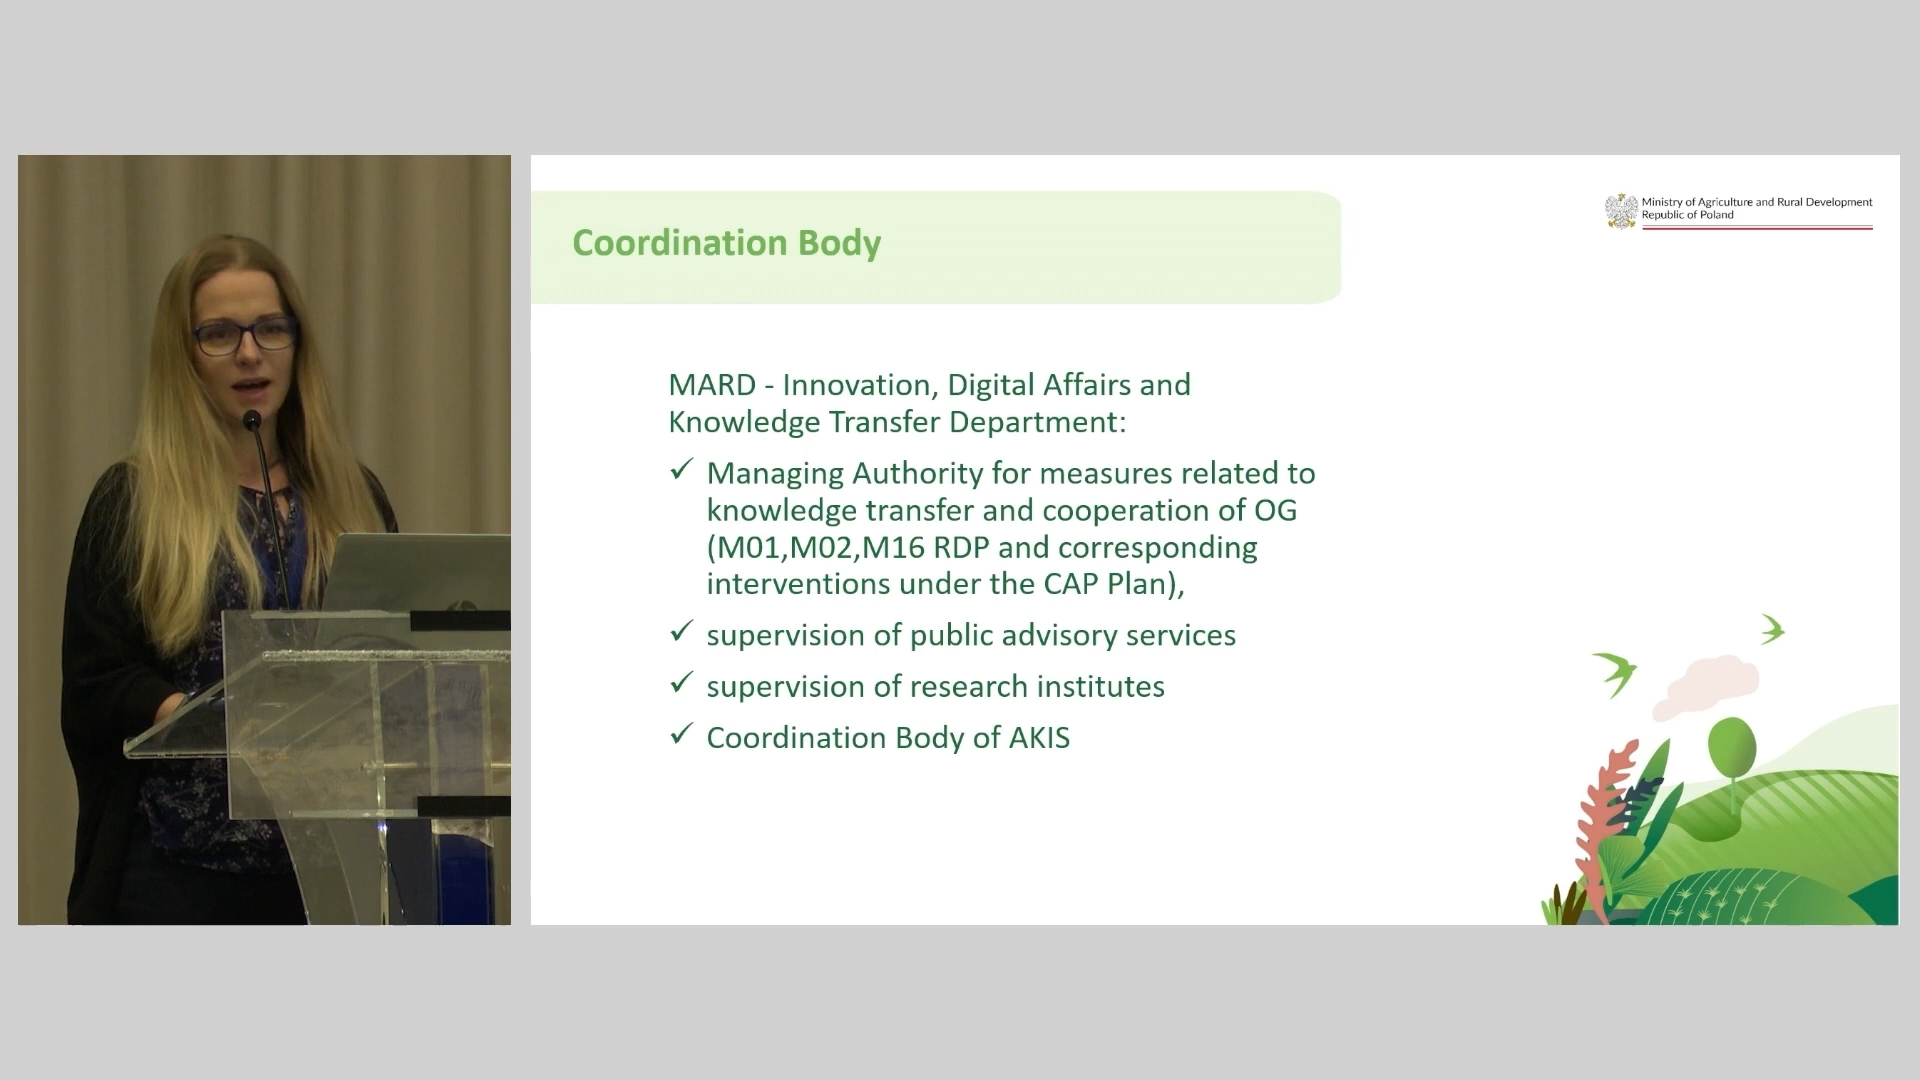 Coordination Body
Ministry of Agriculture and Rural Development
Republic of Poland
MARD - Innovation, Digital Affairs and
Knowledge Transfer Department:
✓ Managing Authority for measures related to
knowledge transfer and cooperation of OG
(M01,M02,M16 RDP and corresponding
interventions under the CAP Plan),
✓ supervision of public advisory services
✓ supervision of research institutes
✓ Coordination Body of AKIS